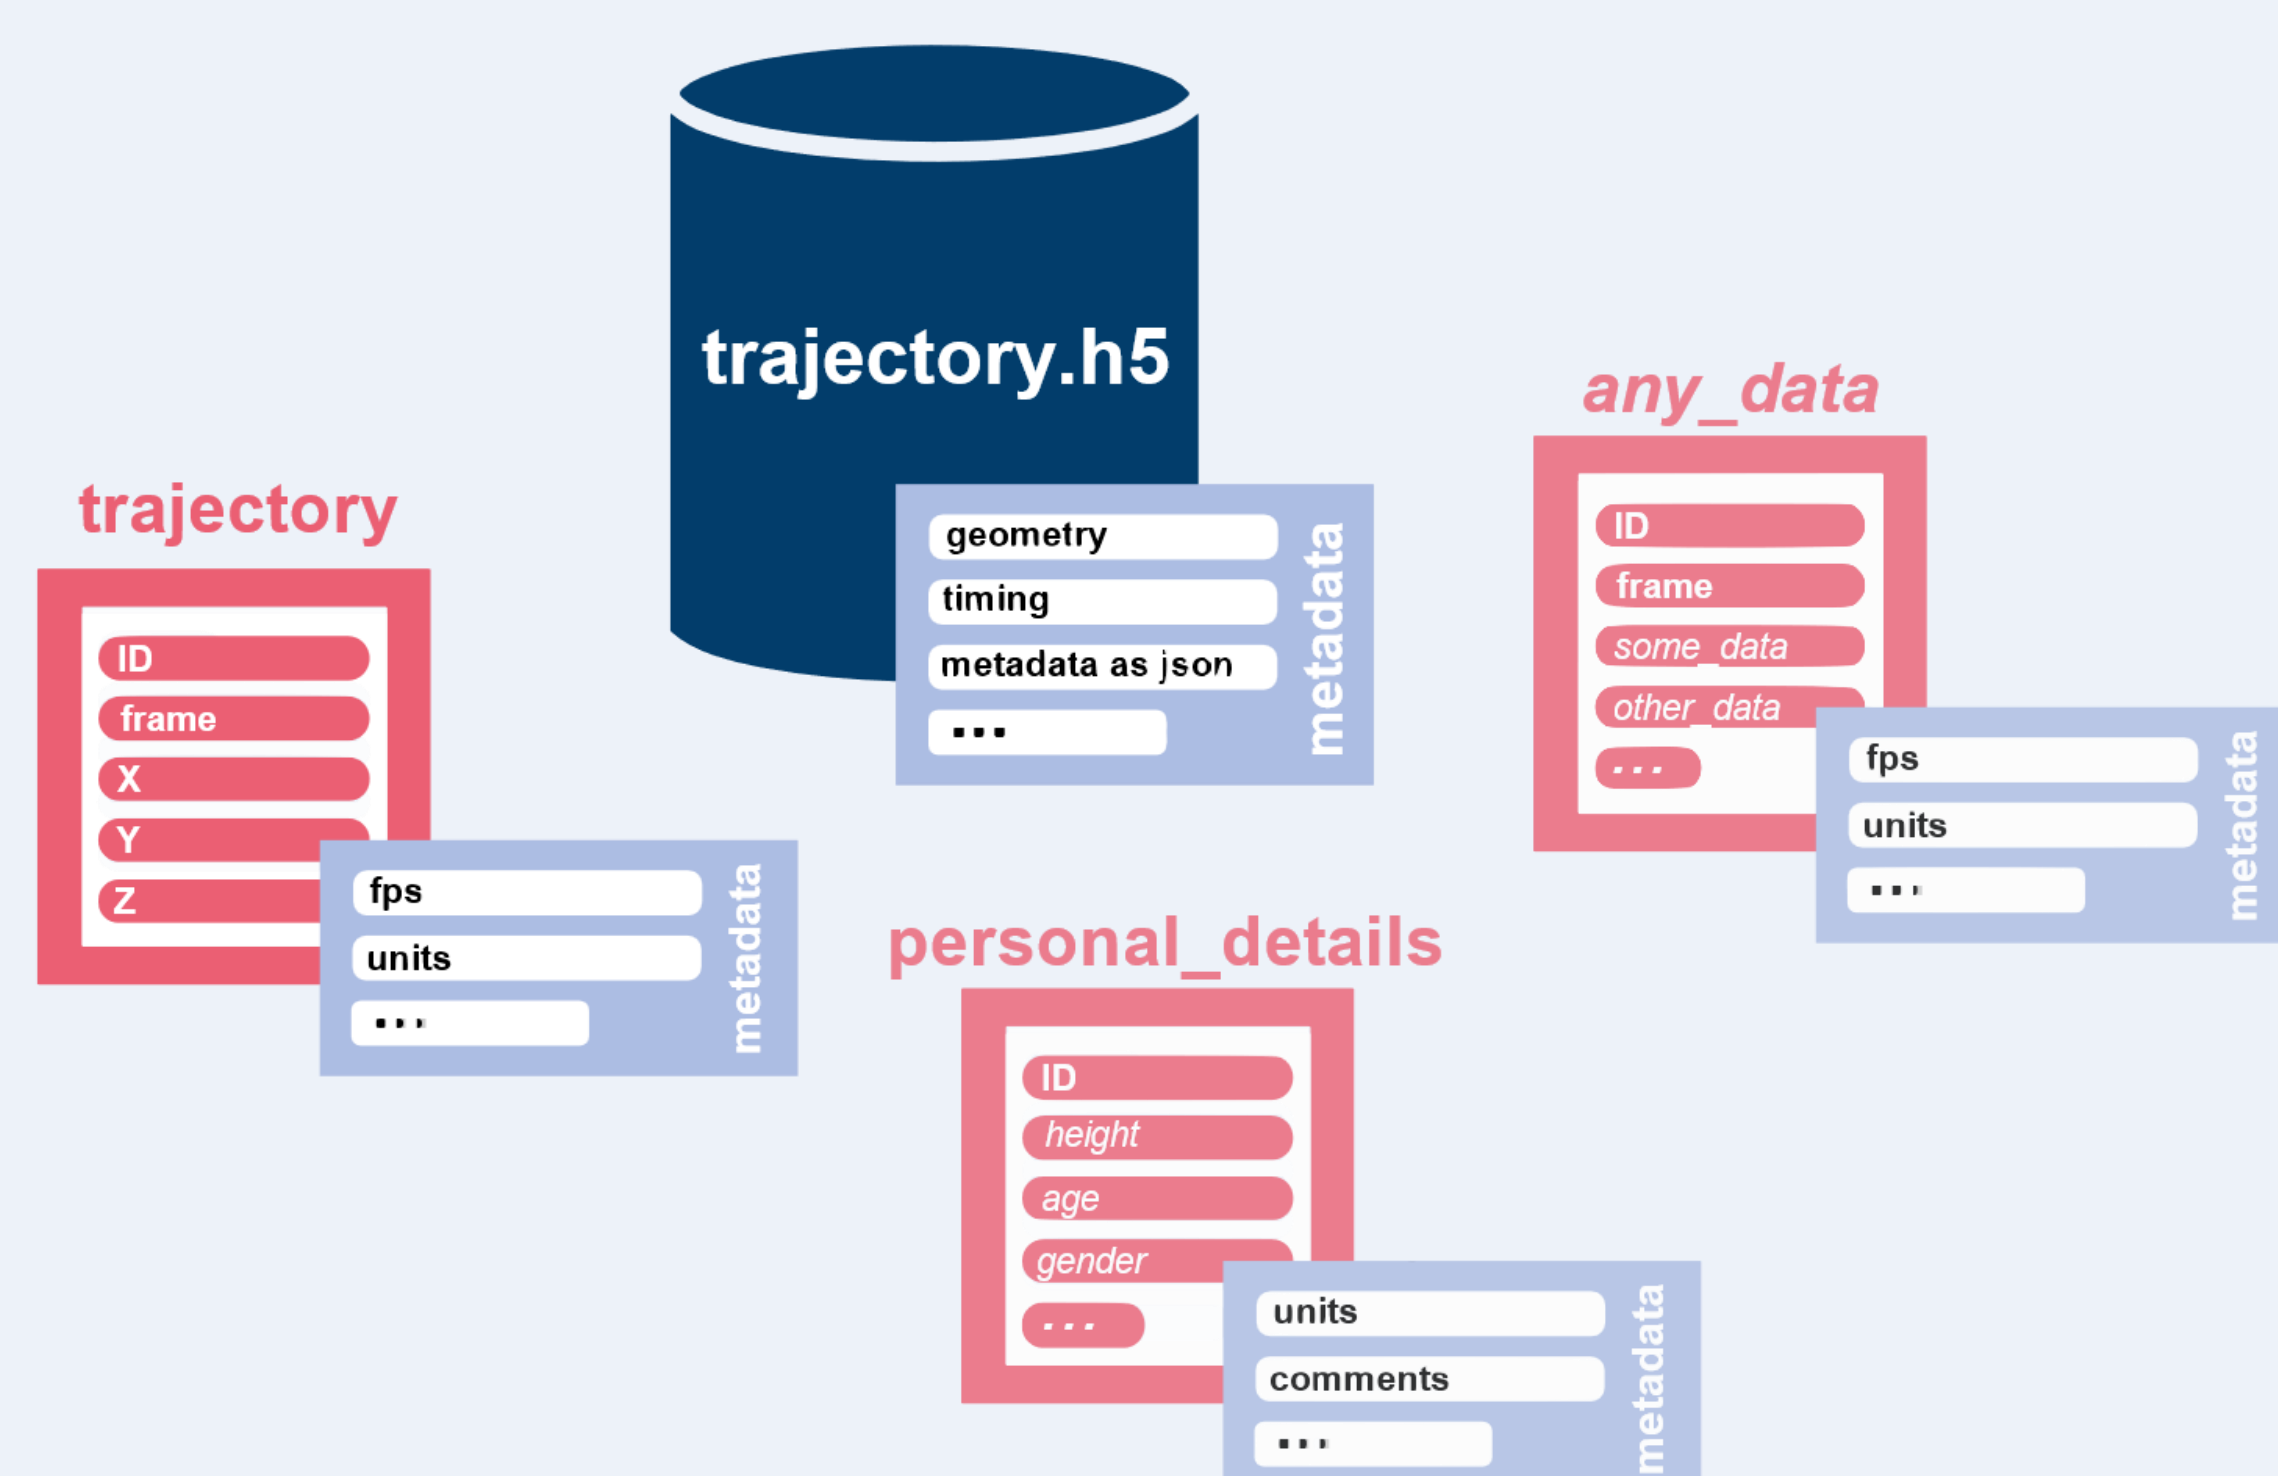 trajectory.h5
geometry
timing
metadata as json
...
metadata
trajectory
ID
frame
X
Y
Z
fps
units
...
metadata
any_data
ID
frame
some_data
other_data
...
fps
units
...
metadata
personal_details
ID
height
age
gender
...
units
comments
...
metadata